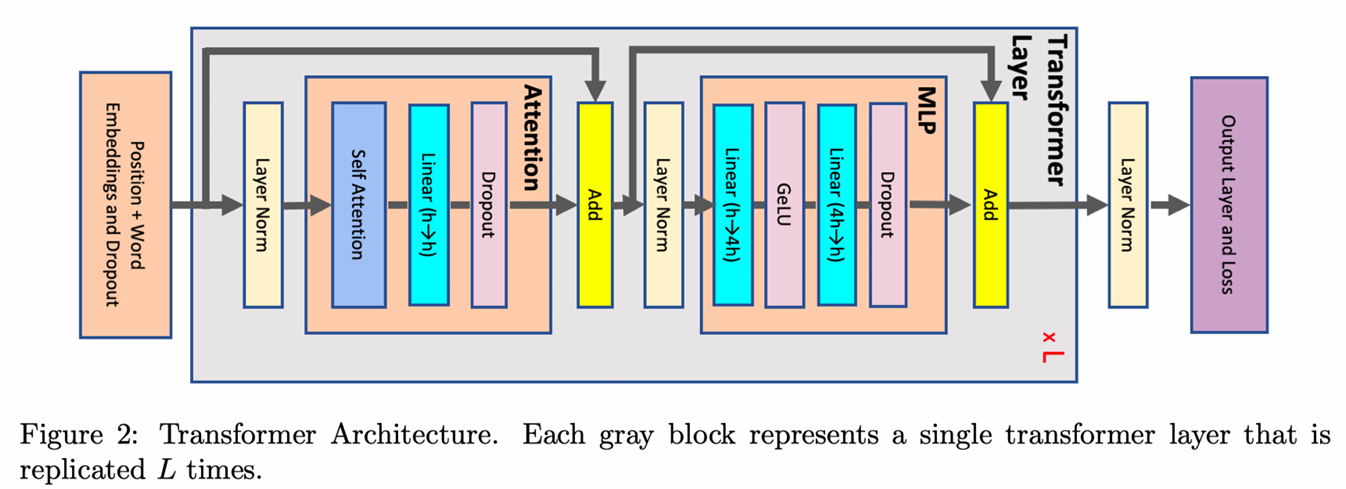 Position + Word
Embeddings and Dropout
Layer Norm
Self Attention
Linear (h→h)
Dropout
Attention
Add
Layer Norm
Linear (h→4h)
GeLU
Linear (4h→h)
Dropout
MLP
Add
Transformer
Layer
x L
Layer Norm
Output Layer and Loss
Figure 2: Transformer Architecture. Each gray block represents a single transformer layer that is
replicated L times.